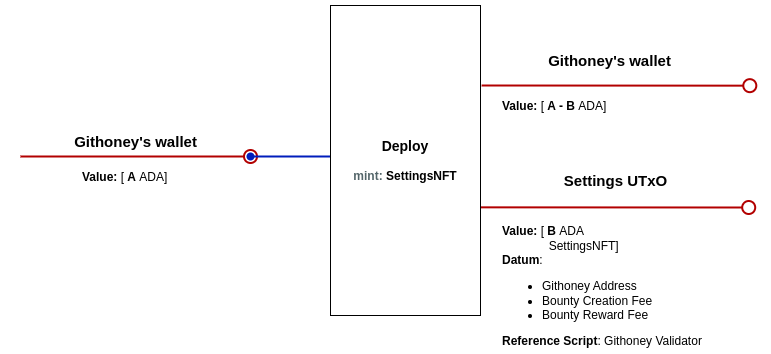 Githoney's wallet
Value: [ A ADA]
Deploy
mint: SettingsNFT
Githoney's wallet
Value: [ A - B ADA]
Settings UTxO
Value: [ B ADA
SettingsNFT]
Datum:
• Githoney Address
• Bounty Creation Fee
• Bounty Reward Fee
Reference Script: Githoney Validator